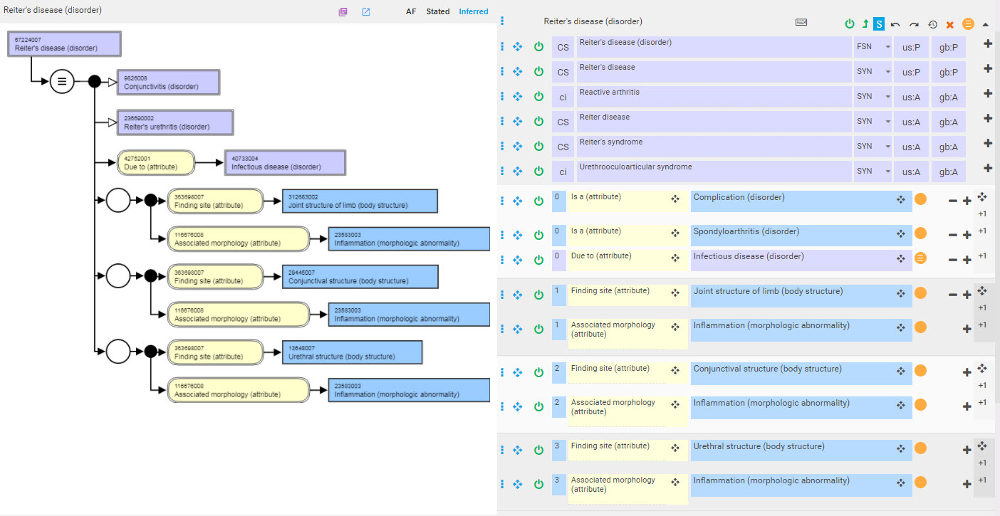 Reiter's disease (disorder)
AF Stated Inferred
67224007
Reiter's disease (disorder)
9826008
Conjunctivitis (disorder)
236690002
Reiter's urethritis (disorder)
42752001
Due to (attribute)
40733004
Infectious disease (disorder)
363698007
Finding site (attribute)
312683002
Joint structure of limb (body structure)
116676008
Associated morphology (attribute)
23583003
Inflammation (morphologic abnormality)
363698007
Finding site (attribute)
29445007
Conjunctival structure (body structure)
116676008
Associated morphology (attribute)
23583003
Inflammation (morphologic abnormality)
363698007
Finding site (attribute)
13648007
Urethral structure (body structure)
116676008
Associated morphology (attribute)
23583003
Inflammation (morphologic abnormality)
Reiter's disease (disorder)
S
CS Reiter's disease (disorder) FSN us:P gb:P
CS Reiter's disease SYN us:P gb:P
ci Reactive arthritis SYN us:A gb:A
CS Reiter disease SYN us:A gb:A
CS Reiter's syndrome SYN us:A gb:A
ci Urethrooculoarticular syndrome SYN us:A gb:A
0 Is a (attribute) Complication (disorder)
+1
0 Is a (attribute) Spondyloarthritis (disorder) +1
0 Due to (attribute) Infectious disease (disorder) +1
1 Finding site (attribute) Joint structure of limb (body structure)
+1
1 Associated morphology (attribute) Inflammation (morphologic abnormality) +1
2 Finding site (attribute) Conjunctival structure (body structure)
+1
2 Associated morphology (attribute) Inflammation (morphologic abnormality) +1
3 Finding site (attribute) Urethral structure (body structure)
+1
3 Associated morphology (attribute) Inflammation (morphologic abnormality) +1